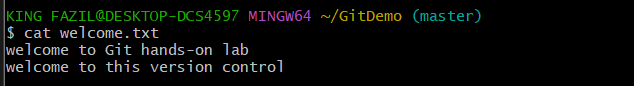 KING FAZIL@DESKTOP-DCS4597 MINGW64 ~/GitDemo (master)
$ cat welcome.txt
welcome to Git hands-on lab
welcome to this version control